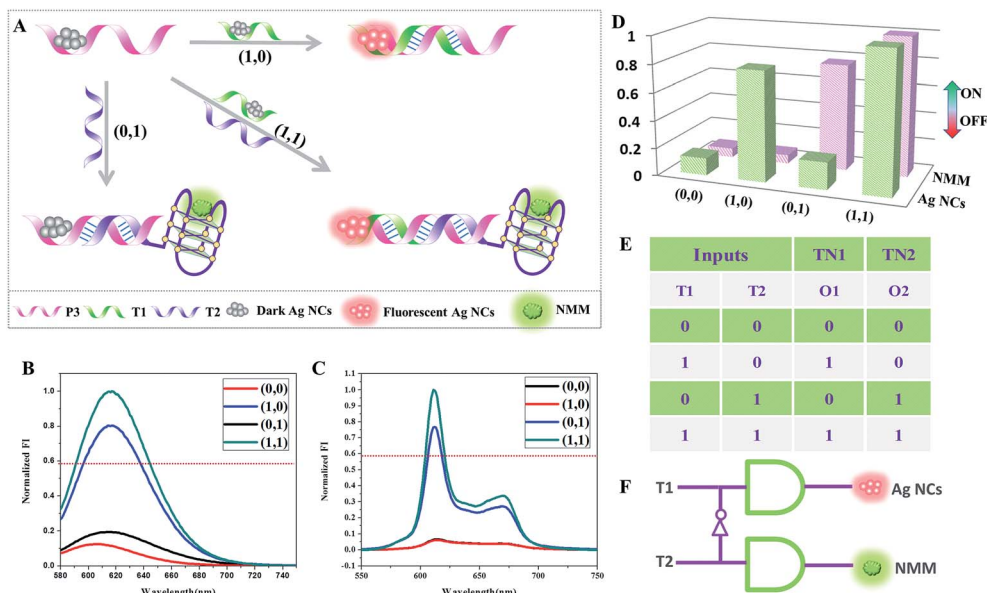 A
(1,0)
(0,1)
(1,1)
P3 T1 T2 Dark Ag NCs Fluorescent Ag NCs NMM
B
Normalized FI
1.0
0.8
0.6
0.4
0.2
0.0
580 600 620 640 660 680 700 720 740
Wavelength(nm)
(0,0)
(1,0)
(0,1)
(1,1)
C
Normalized FI
1.1
1.0
0.9
0.8
0.7
0.6
0.5
0.4
0.3
0.2
0.1
0.0
-0.1
550 600 650 700 750
Wavelength(nm)
(0,0)
(1,0)
(0,1)
(1,1)
D
1
0.8
0.6
0.4
0.2
0
(0,0) (1,0) (0,1) (1,1)
NMM
Ag NCs
ON
OFF
E
Inputs TN1 TN2
T1 T2 O1 O2
0 0 0 0
1 0 1 0
0 1 0 1
1 1 1 1
F
T1 Ag NCs
T2 NMM